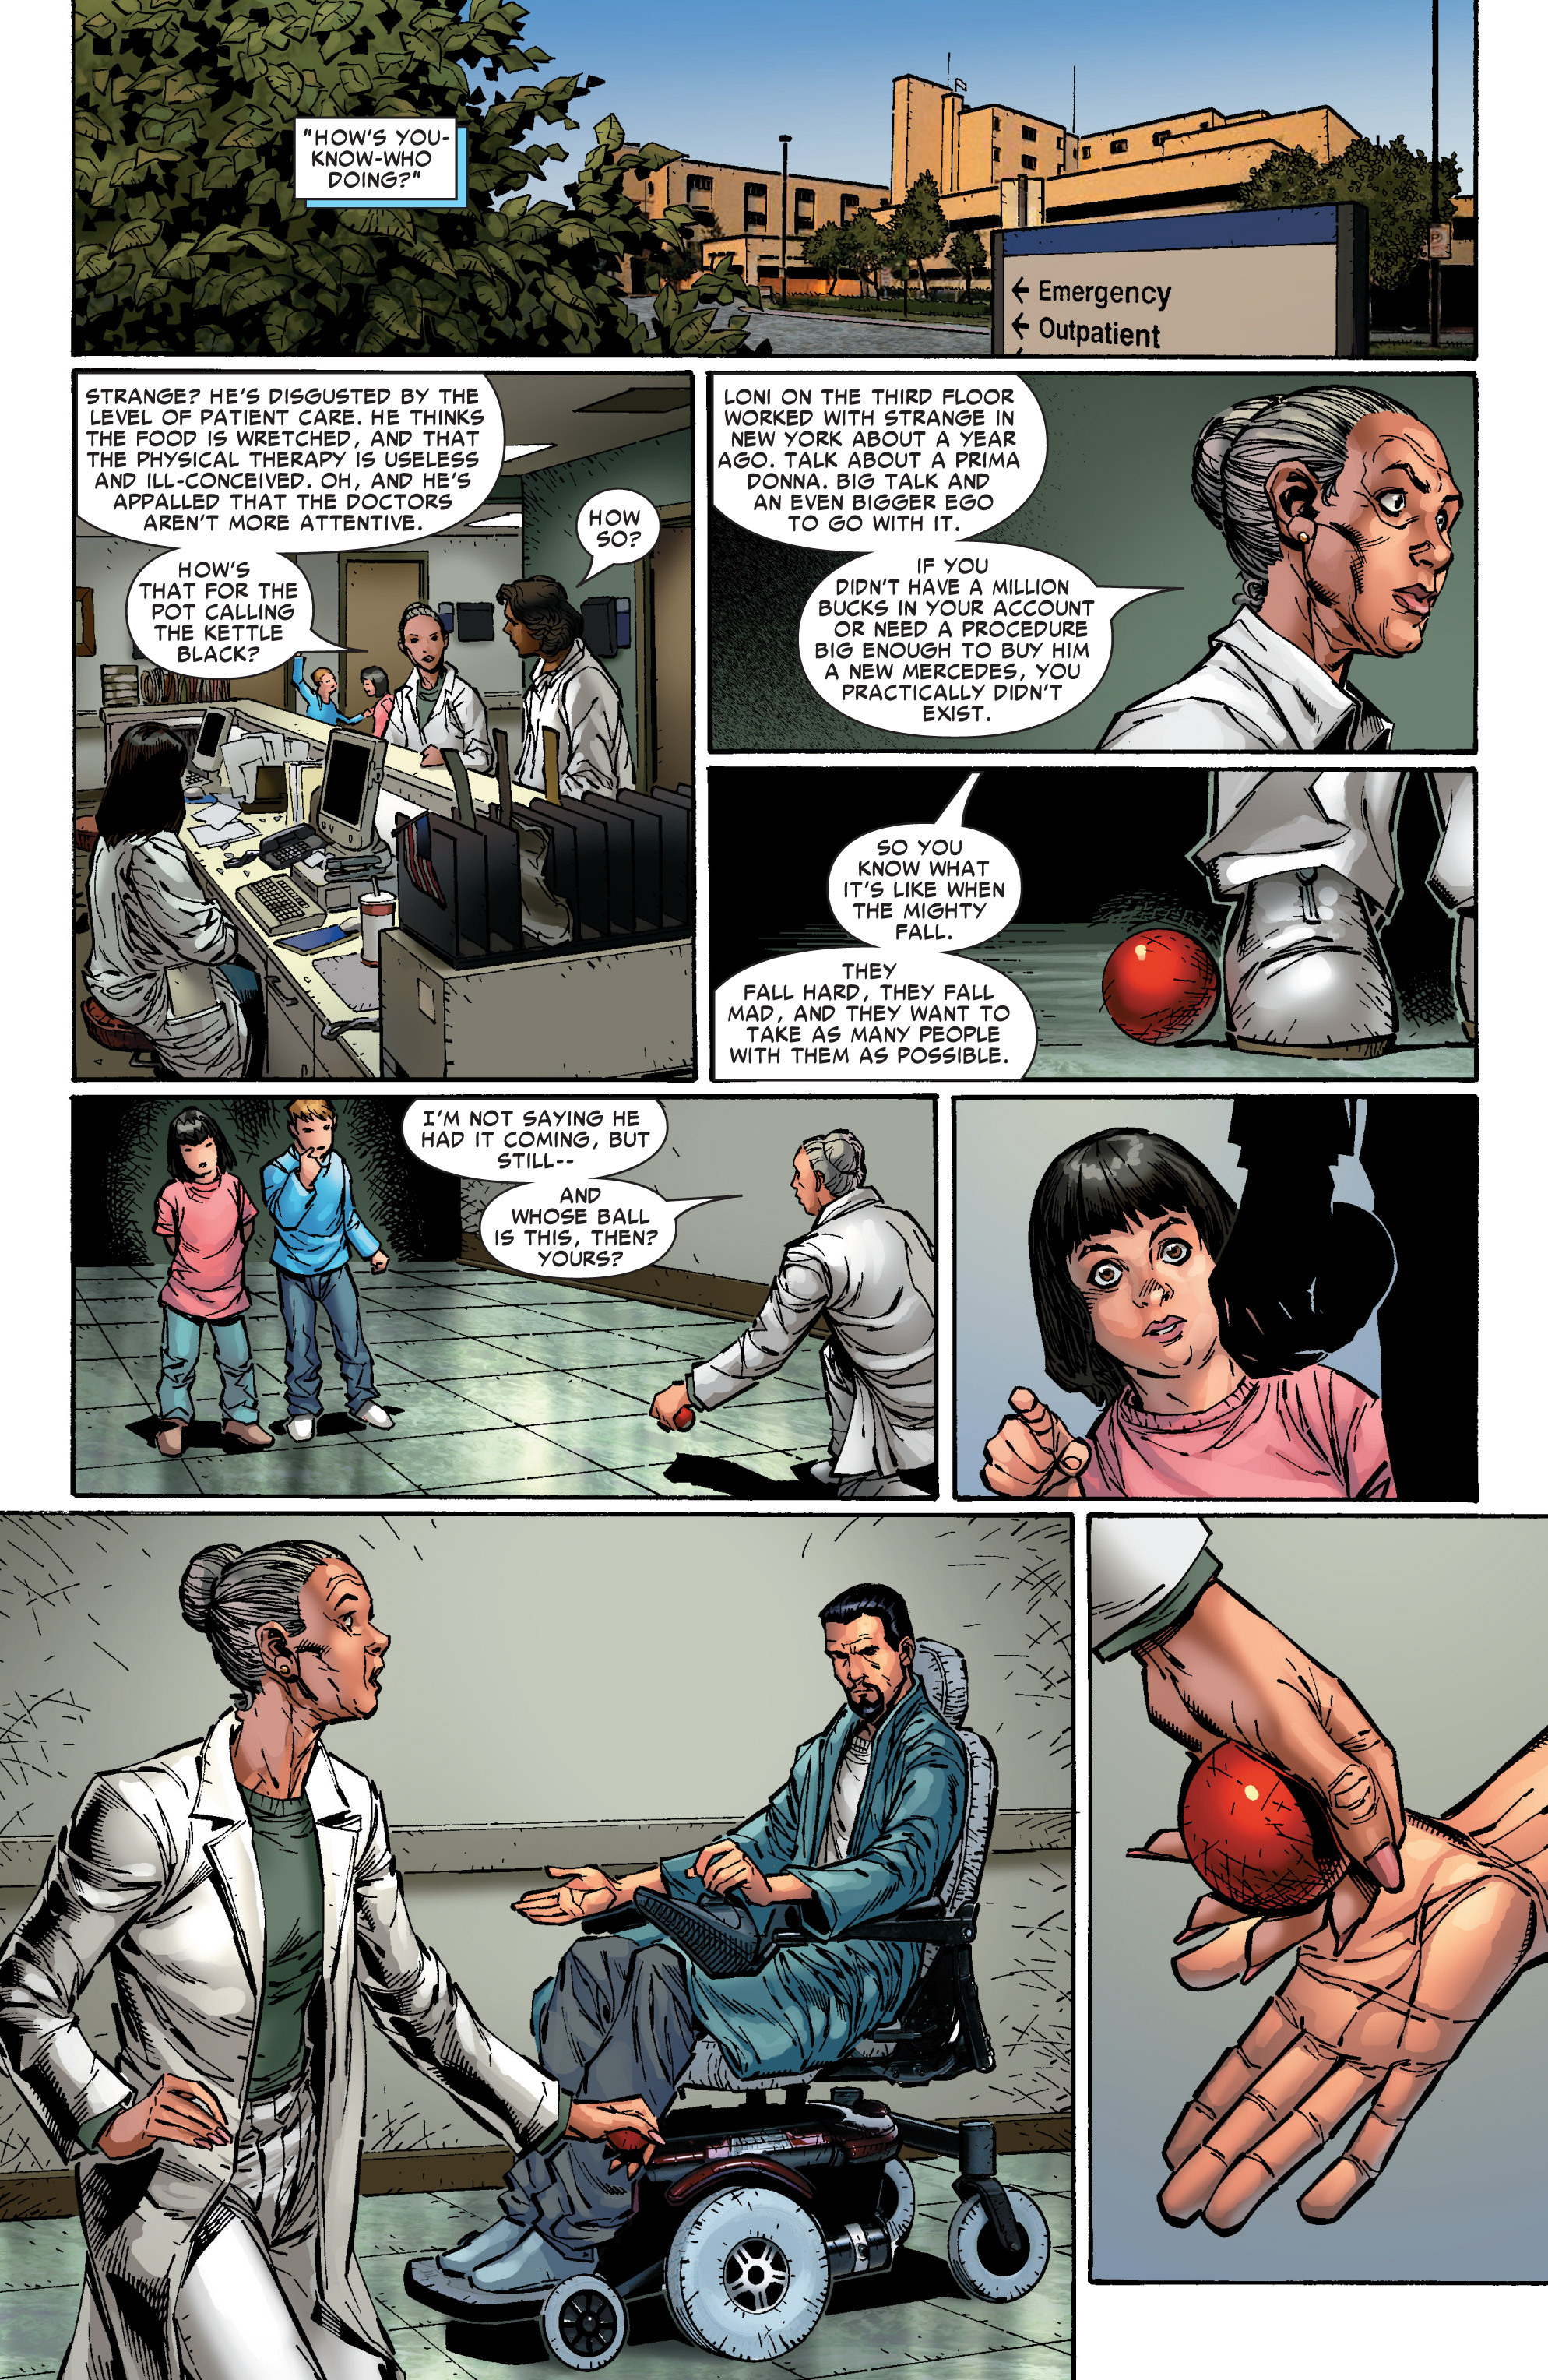 "HOW'S YOU-
KNOW-WHO
DOING?"
← Emergency
← Outpatient
STRANGE? HE'S DISGUSTED BY THE
LEVEL OF PATIENT CARE. HE THINKS
THE FOOD IS WRETCHED, AND THAT
THE PHYSICAL THERAPY IS USELESS
AND ILL-CONCEIVED. OH, AND HE'S
APPALLED THAT THE DOCTORS
AREN'T MORE ATTENTIVE.
HOW'S
THAT FOR THE
POT CALLING
THE KETTLE
BLACK?
HOW
SO?
LONI ON THE THIRD FLOOR
WORKED WITH STRANGE IN
NEW YORK ABOUT A YEAR
AGO. TALK ABOUT A PRIMA
DONNA. BIG TALK AND
AN EVEN BIGGER EGO
TO GO WITH IT.
IF YOU
DIDN'T HAVE A MILLION
BUCKS IN YOUR ACCOUNT
OR NEED A PROCEDURE
BIG ENOUGH TO BUY HIM
A NEW MERCEDES, YOU
PRACTICALLY DIDN'T
EXIST.
SO YOU
KNOW WHAT
IT'S LIKE WHEN
THE MIGHTY
FALL.
THEY
FALL HARD, THEY FALL
MAD, AND THEY WANT TO
TAKE AS MANY PEOPLE
WITH THEM AS POSSIBLE.
I'M NOT SAYING HE
HAD IT COMING, BUT
STILL--
AND
WHOSE BALL
IS THIS, THEN?
YOURS?